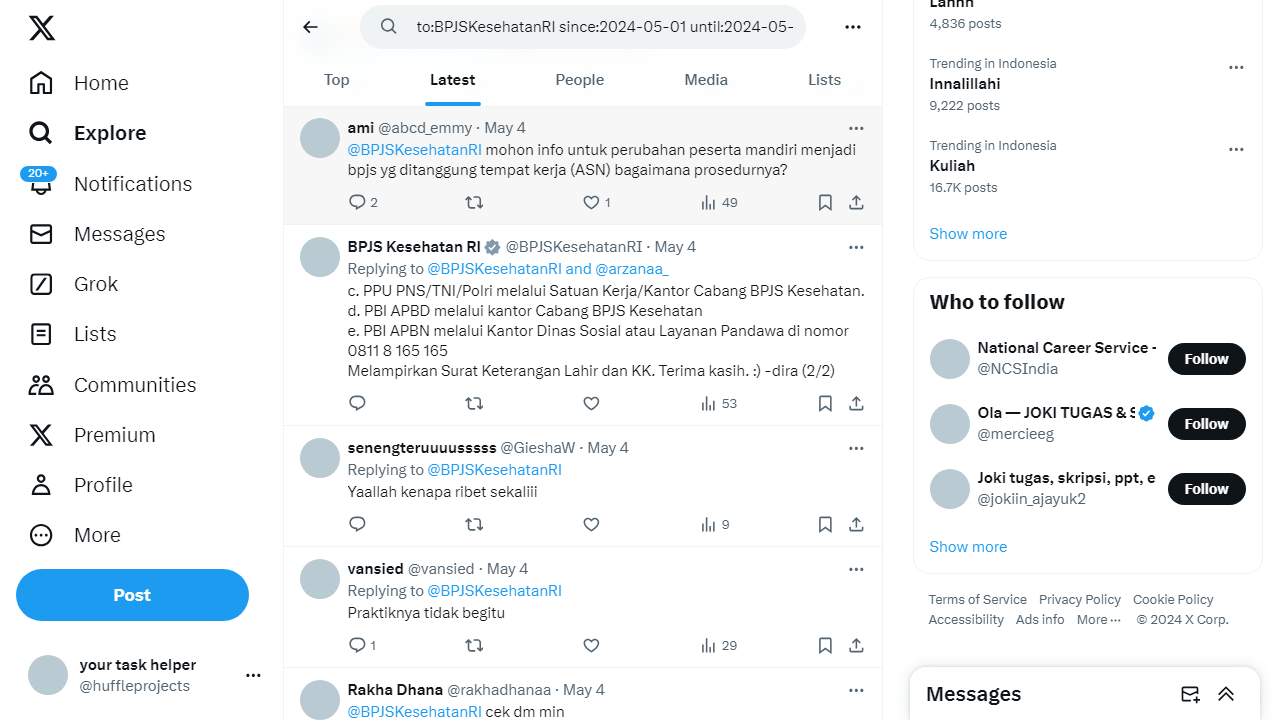 Home
Explore
20+
Notifications
Messages
Grok
Lists
Communities
Premium
Profile
More
Post
your task helper
@huffleprojects
to:BPJSKesehatanRI since:2024-05-01 until:2024-05-
Top Latest People Media Lists
ami @abcd_emmy · May 4
@BPJSKesehatanRI mohon info untuk perubahan peserta mandiri menjadi
bpjs yg ditanggung tempat kerja (ASN) bagaimana prosedurnya?
2 1 49
BPJS Kesehatan RI @BPJSKesehatanRI · May 4
Replying to @BPJSKesehatanRI and @arzanaa_
c. PPU PNS/TNI/Polri melalui Satuan Kerja/Kantor Cabang BPJS Kesehatan.
d. PBI APBD melalui kantor Cabang BPJS Kesehatan
e. PBI APBN melalui Kantor Dinas Sosial atau Layanan Pandawa di nomor
0811 8 165 165
Melampirkan Surat Keterangan Lahir dan KK. Terima kasih. :) -dira (2/2)
53
senengteruuuusssss @GieshaW · May 4
Replying to @BPJSKesehatanRI
Yaallah kenapa ribet sekaliii
9
vansied @vansied · May 4
Replying to @BPJSKesehatanRI
Praktiknya tidak begitu
1 29
Rakha Dhana @rakhadhanaa · May 4
@BPJSKesehatanRI cek dm min
Lahhh
4,836 posts
Trending in Indonesia
Innalillahi
9,222 posts
Trending in Indonesia
Kuliah
16.7K posts
Show more
Who to follow
National Career Service -
@NCSIndia
Follow
Ola — JOKI TUGAS & S
@mercieeg
Follow
Joki tugas, skripsi, ppt, e
@jokiin_ajayuk2
Follow
Show more
Terms of Service Privacy Policy Cookie Policy
Accessibility Ads info More ··· © 2024 X Corp.
Messages